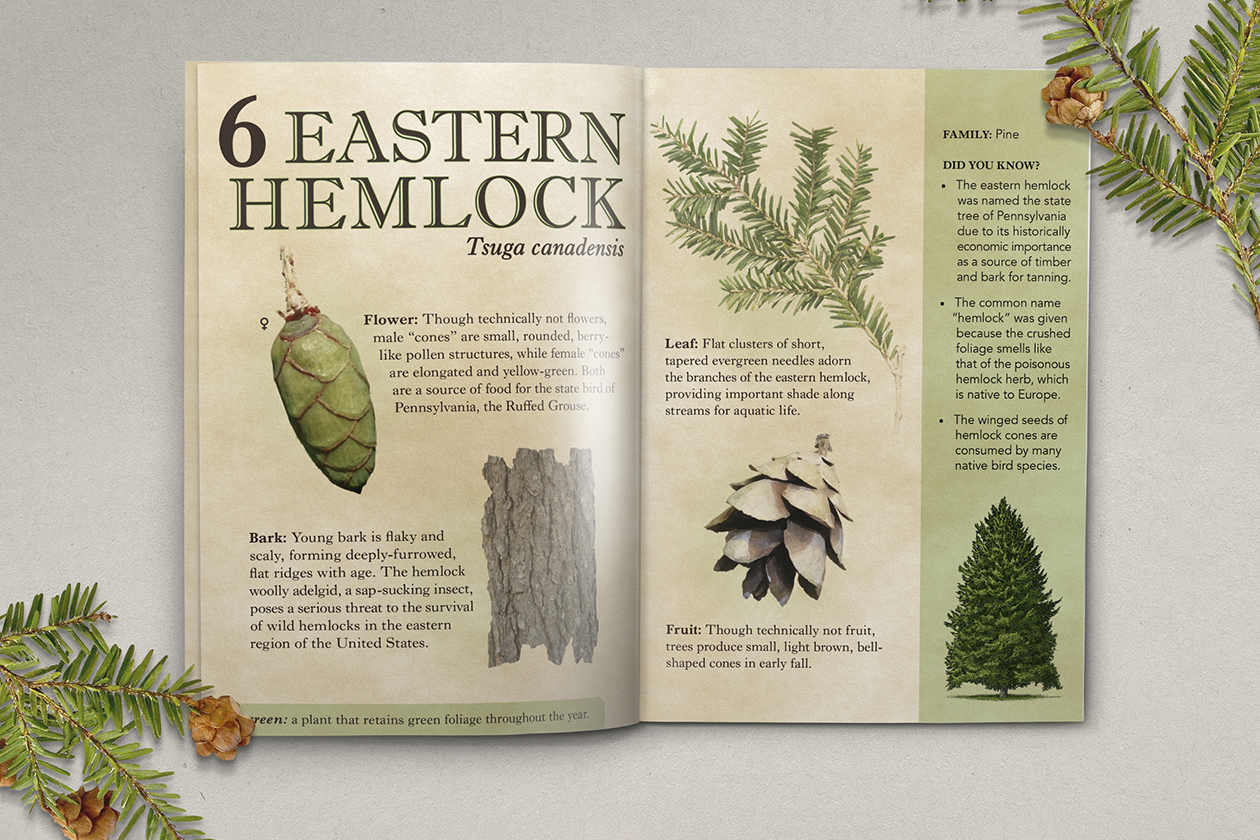 6 EASTERN
HEMLOCK
Tsuga canadensis
♀
Flower: Though technically not flowers,
male “cones” are small, rounded, berry-
like pollen structures, while female “cones”
are elongated and yellow-green. Both
are a source of food for the state bird of
Pennsylvania, the Ruffed Grouse.
Bark: Young bark is flaky and
scaly, forming deeply-furrowed,
flat ridges with age. The hemlock
woolly adelgid, a sap-sucking insect,
poses a serious threat to the survival
of wild hemlocks in the eastern
region of the United States.
a plant that retains green foliage throughout the year.
Leaf: Flat clusters of short,
tapered evergreen needles adorn
the branches of the eastern hemlock,
providing important shade along
streams for aquatic life.
Fruit: Though technically not fruit,
trees produce small, light brown, bell-
shaped cones in early fall.
FAMILY: Pine
DID YOU KNOW?
• The eastern hemlock
was named the state
tree of Pennsylvania
due to its historically
economic importance
as a source of timber
and bark for tanning.
• The common name
“hemlock” was given
because the crushed
foliage smells like
that of the poisonous
hemlock herb, which
is native to Europe.
• The winged seeds of
hemlock cones are
consumed by many
native bird species.